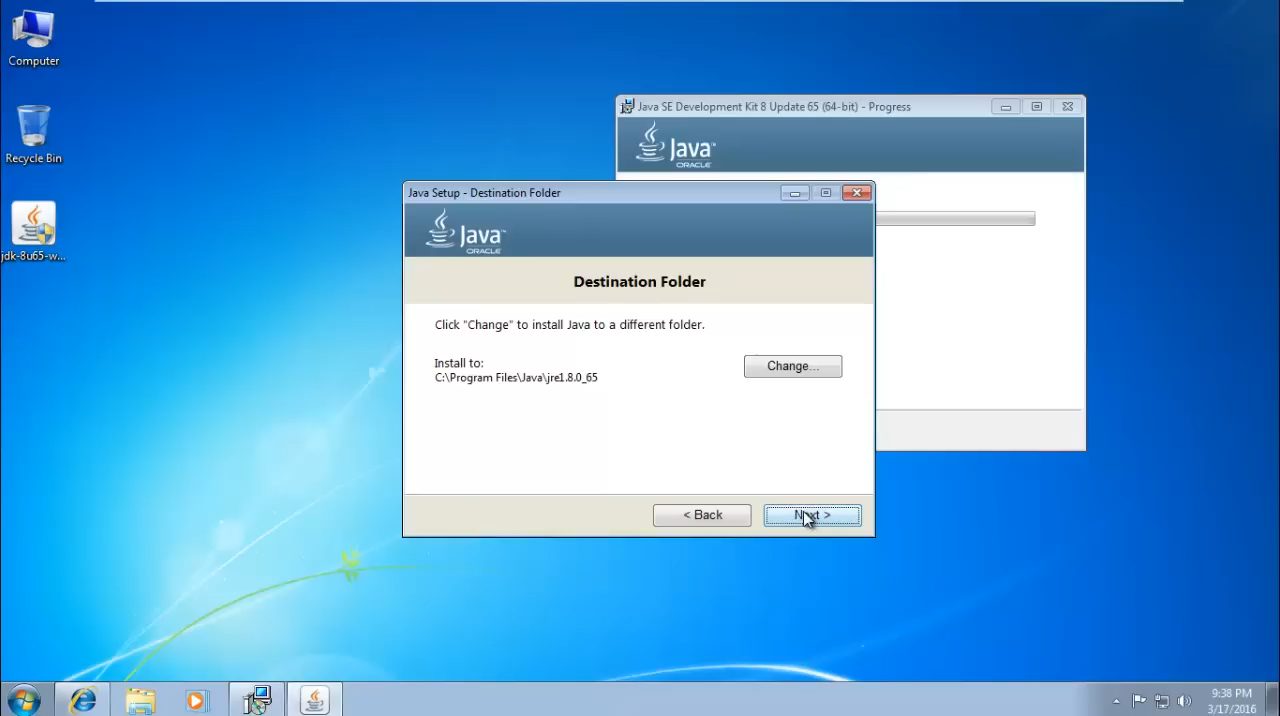 Computer
Recycle Bin
jdk-8u65-w...
Java SE Development Kit 8 Update 65 (64-bit) - Progress
Java™
ORACLE
Java Setup - Destination Folder
Java™
ORACLE
Destination Folder
Click "Change" to install Java to a different folder.
Install to:
C:\Program Files\Java\jre1.8.0_65
Change...
< Back
Next >
9:38 PM
3/17/2016